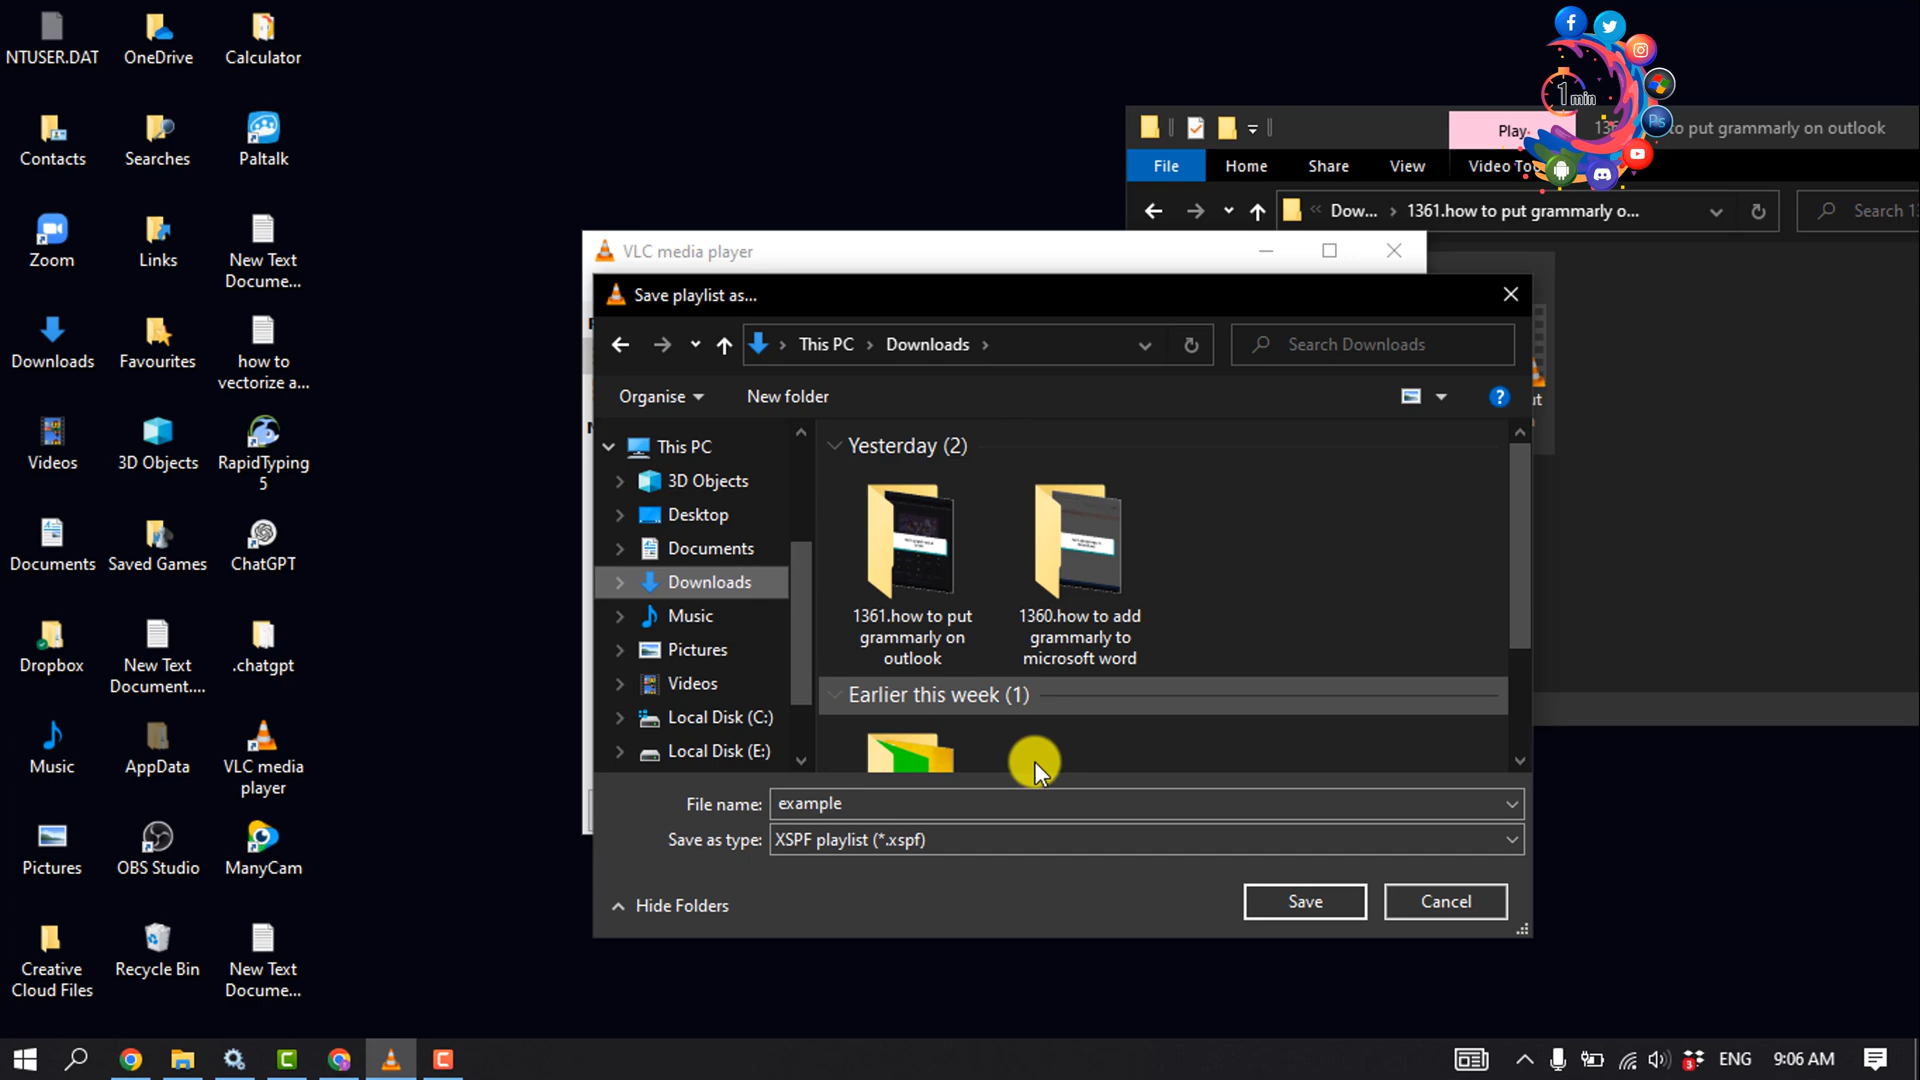 NTUSER.DAT
OneDrive
Calculator
Contacts
Searches
Paltalk
Zoom
Links
New Text
Docume...
Downloads
Favourites
how to
vectorize a...
Videos
3D Objects
RapidTyping
5
Documents
Saved Games
ChatGPT
Dropbox
New Text
Document....
.chatgpt
Music
AppData
VLC media
player
Pictures
OBS Studio
ManyCam
Creative
Cloud Files
Recycle Bin
New Text
Docume...
1 min
Ps
Play
to put grammarly on outlook
File
Home
Share
View
Video
Dow...
1361.how to put grammarly o...
Search
VLC media player
Save playlist as...
This PC
Downloads
Search Downloads
Organise
New folder
This PC
3D Objects
Desktop
Documents
Downloads
Music
Pictures
Videos
Local Disk (C:)
Local Disk (E:)
Yesterday (2)
1361.how to put
grammarly on
outlook
1360.how to add
grammarly to
microsoft word
Earlier this week (1)
File name:
example
Save as type:
XSPF playlist (*.xspf)
Hide Folders
Save
Cancel
ENG
9:06 AM